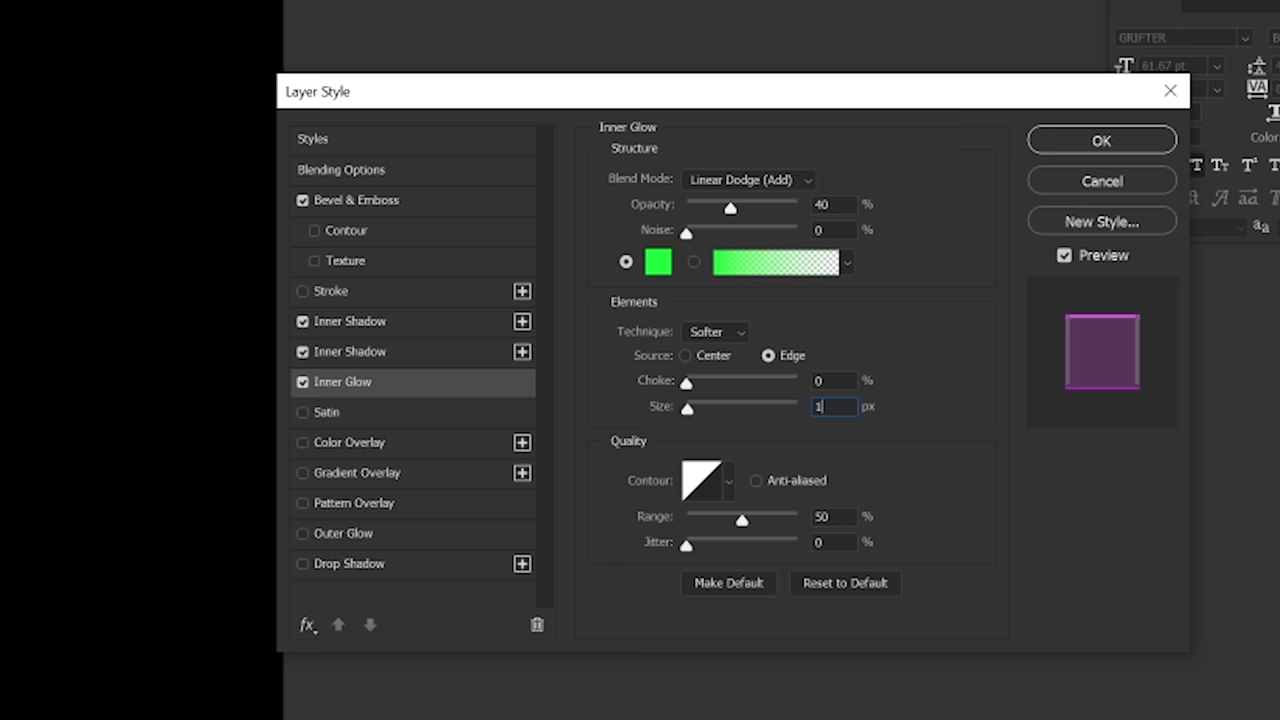 GRIFTER
61.67 pt
Layer Style
Styles
Blending Options
Bevel & Emboss
Contour
Texture
Stroke
Inner Shadow
Inner Shadow
Inner Glow
Satin
Color Overlay
Gradient Overlay
Pattern Overlay
Outer Glow
Drop Shadow
fx
Inner Glow
Structure
Blend Mode: Linear Dodge (Add)
Opacity: 40 %
Noise: 0 %
Elements
Technique: Softer
Source: Center Edge
Choke: 0 %
Size: 1 px
Quality
Contour: Anti-aliased
Range: 50 %
Jitter: 0 %
Make Default Reset to Default
OK
Cancel
New Style...
Preview